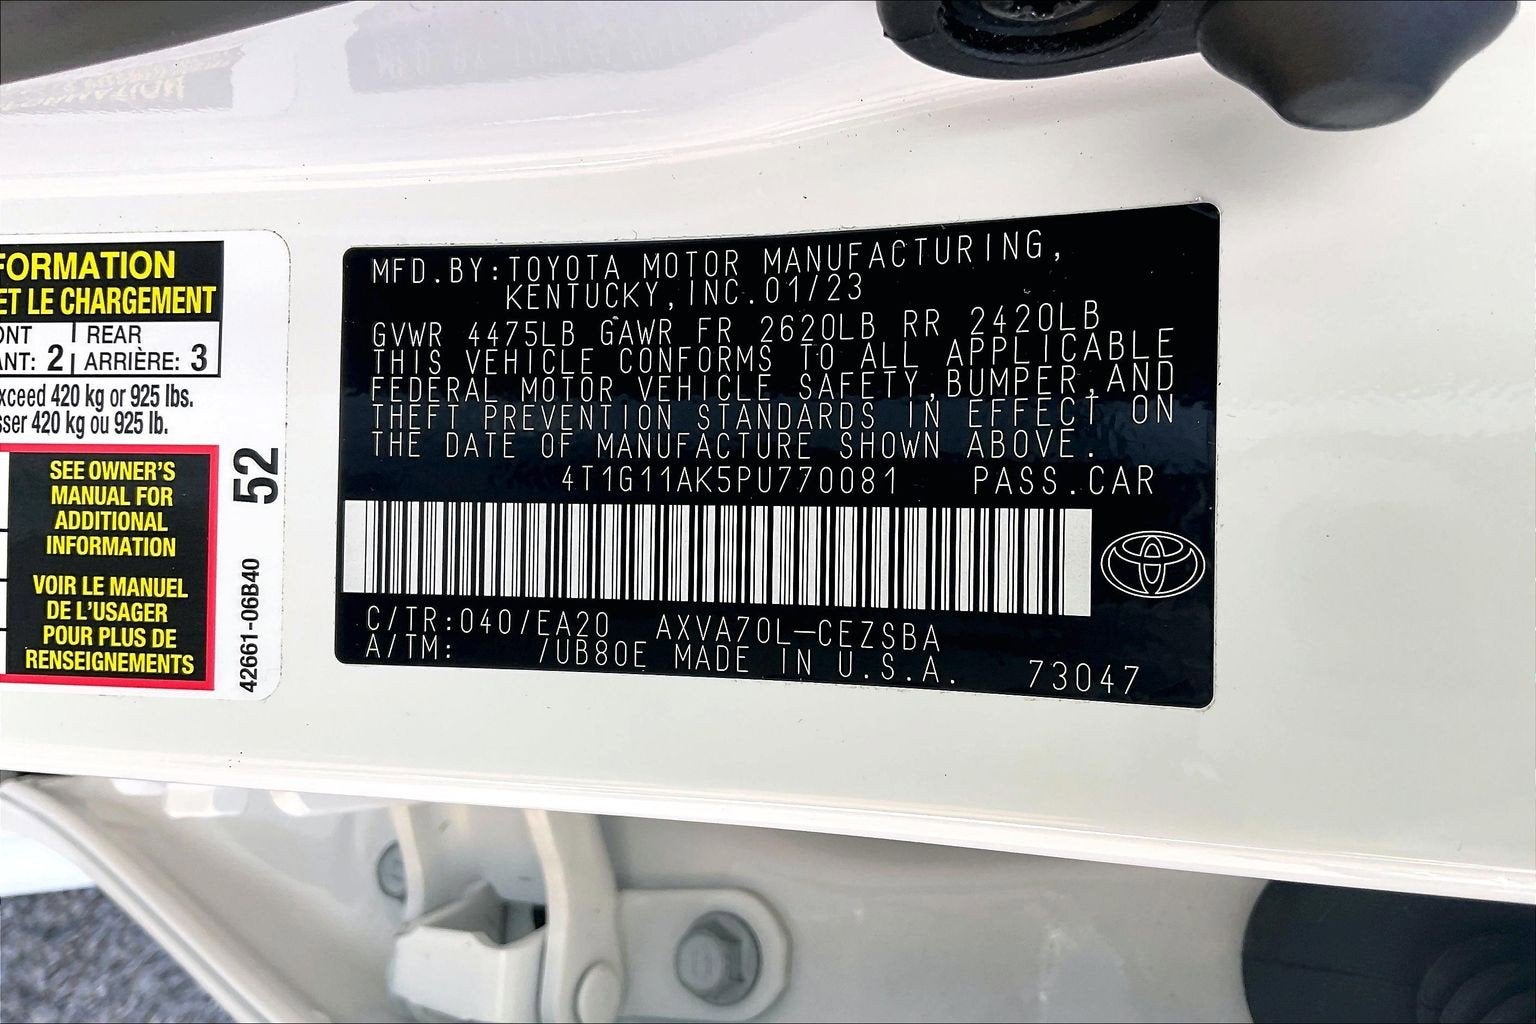 FORMATION
ET LE CHARGEMENT
ONT | REAR
ANT: 2 | ARRIÈRE: 3
xceed 420 kg or 925 lbs.
sser 420 kg ou 925 lb.
SEE OWNER'S
MANUAL FOR
ADDITIONAL
INFORMATION
VOIR LE MANUEL
DE L'USAGER
POUR PLUS DE
RENSEIGNEMENTS
52
42661-06B40
MFD.BY:TOYOTA MOTOR MANUFACTURING,
KENTUCKY,INC.01/23
GVWR 4475LB GAWR FR 2620LB RR 2420LB
THIS VEHICLE CONFORMS TO ALL APPLICABLE
FEDERAL MOTOR VEHICLE SAFETY,BUMPER,AND
THEFT PREVENTION STANDARDS IN EFFECT ON
THE DATE OF MANUFACTURE SHOWN ABOVE.
4T1G11AK5PU770081 PASS.CAR
C/TR:040/EA20 AXVA70L-CEZSBA
A/TM: /UB80E MADE IN U.S.A. 73047